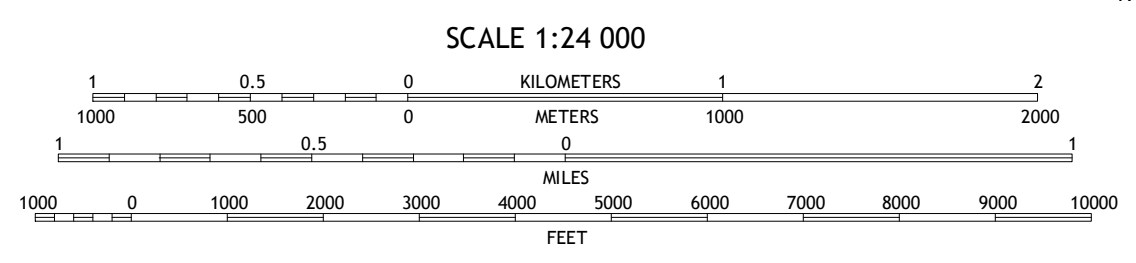 SCALE 1:24 000
1 0.5 0 KILOMETERS 1 2
1000 500 0 METERS 1000 2000
1 0.5 0 1
MILES
1000 0 1000 2000 3000 4000 5000 6000 7000 8000 9000 10000
FEET